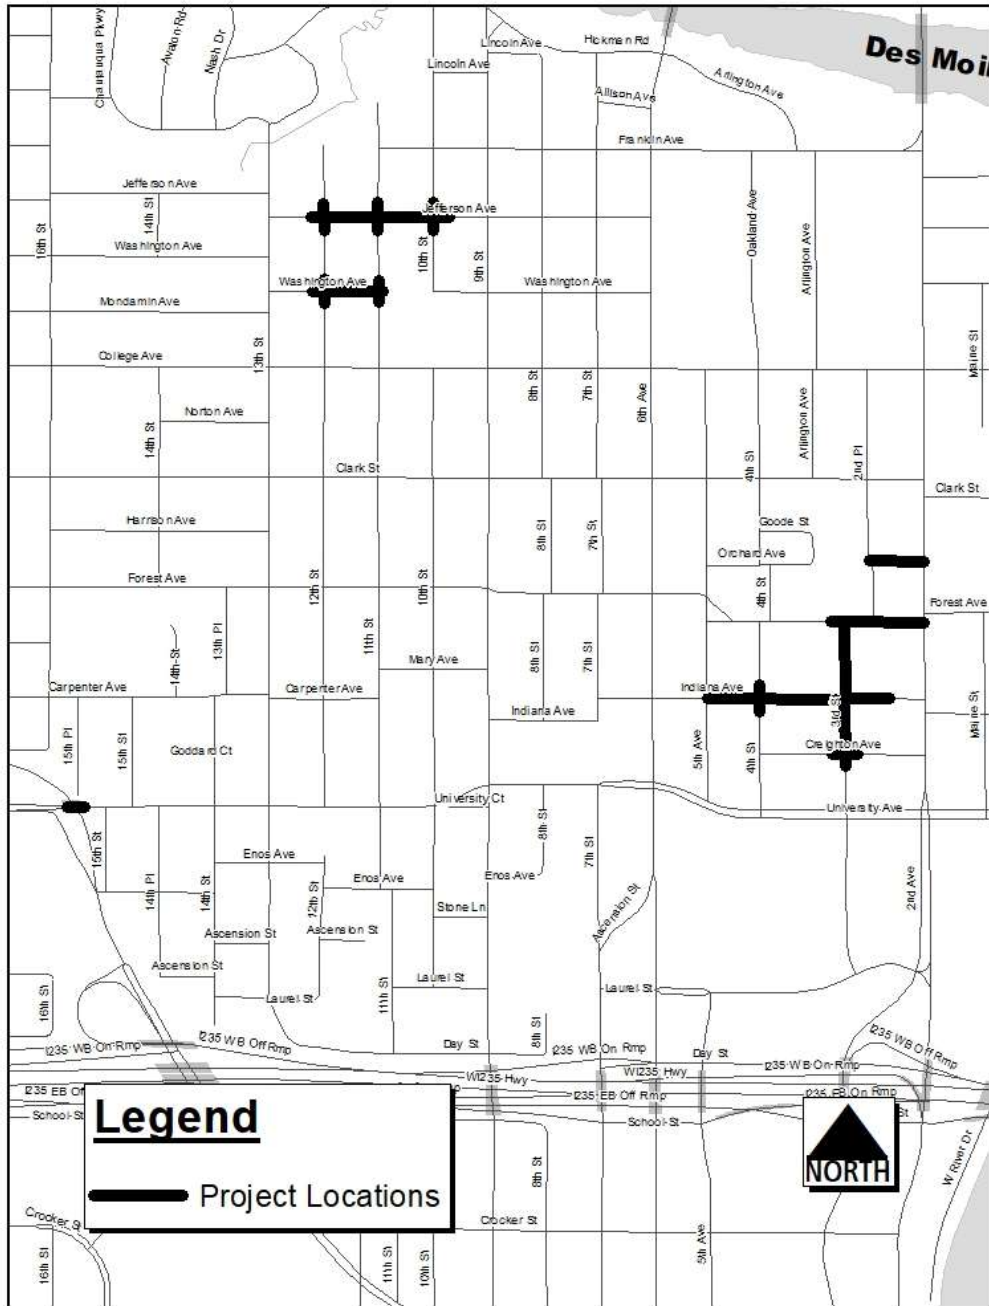 Chautauqua Pkwy
Avalon Rd
Nash Dr
Lincoln Ave
Hickman Rd
Des Moi
Lincoln Ave
Arlington Ave
Allison Ave
Franklin Ave
Jefferson Ave
14th St
Jefferson Ave
Oakland Ave
16th St
Washington Ave
10th St
9th St
Arlington Ave
Washington Ave
Washington Ave
Mondamin Ave
13th St
College Ave
Maine St
8th St
7th St
6th Ave
Norton Ave
14th St
Arlington Ave
4th St
2nd Pl
Clark St
Clark St
Harrison Ave
8th St
7th St
Goode St
Orchard Ave
Forest Ave
12th St
10th St
4th St
Forest Ave
13th Pl
11th St
14th St
Mary Ave
8th St
7th St
Carpenter Ave
Carpenter Ave
Indiana Ave
Indiana Ave
3rd St
Maine St
15th Pl
15th St
Goddard Ct
5th Ave
4th St
Creighton Ave
University Ct
University Ave
15th St
8th St
7th St
Enos Ave
14th Pl
14th St
12th St
Enos Ave
Enos Ave
2nd Ave
Stone Ln
Ascension St
Ascension St
Ascension St
Ascension St
Laurel St
16th St
Laurel St
11th St
Laurel St
8th St
I235 WB On Rmp
I235 WB Off Rmp
Day St
I235 WB On Rmp
Day St
I235 WB On Rmp
I235 WB Off Rmp
WI235 Hwy
WI235 Hwy
I235 EB Off Rmp
I235 EB On Rmp
School St
School St
Legend
Project Locations
NORTH
W River Dr
8th St
Crocker St
Crocker St
16th St
11th St
10th St
5th Ave